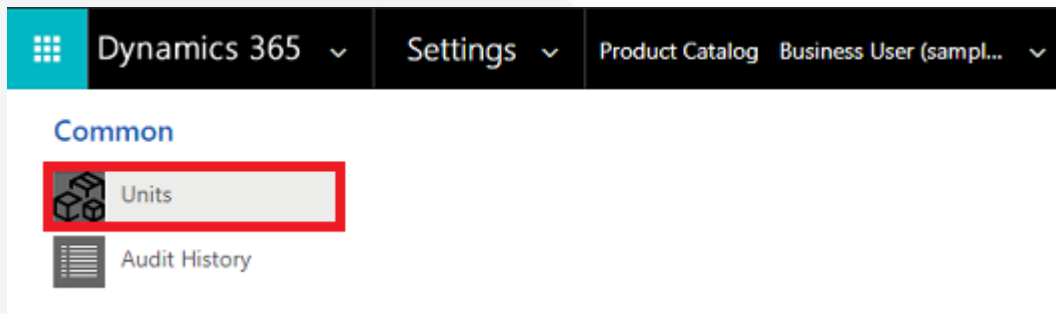 Dynamics 365 Settings Product Catalog Business User (sampl...
Common
Units
Audit History